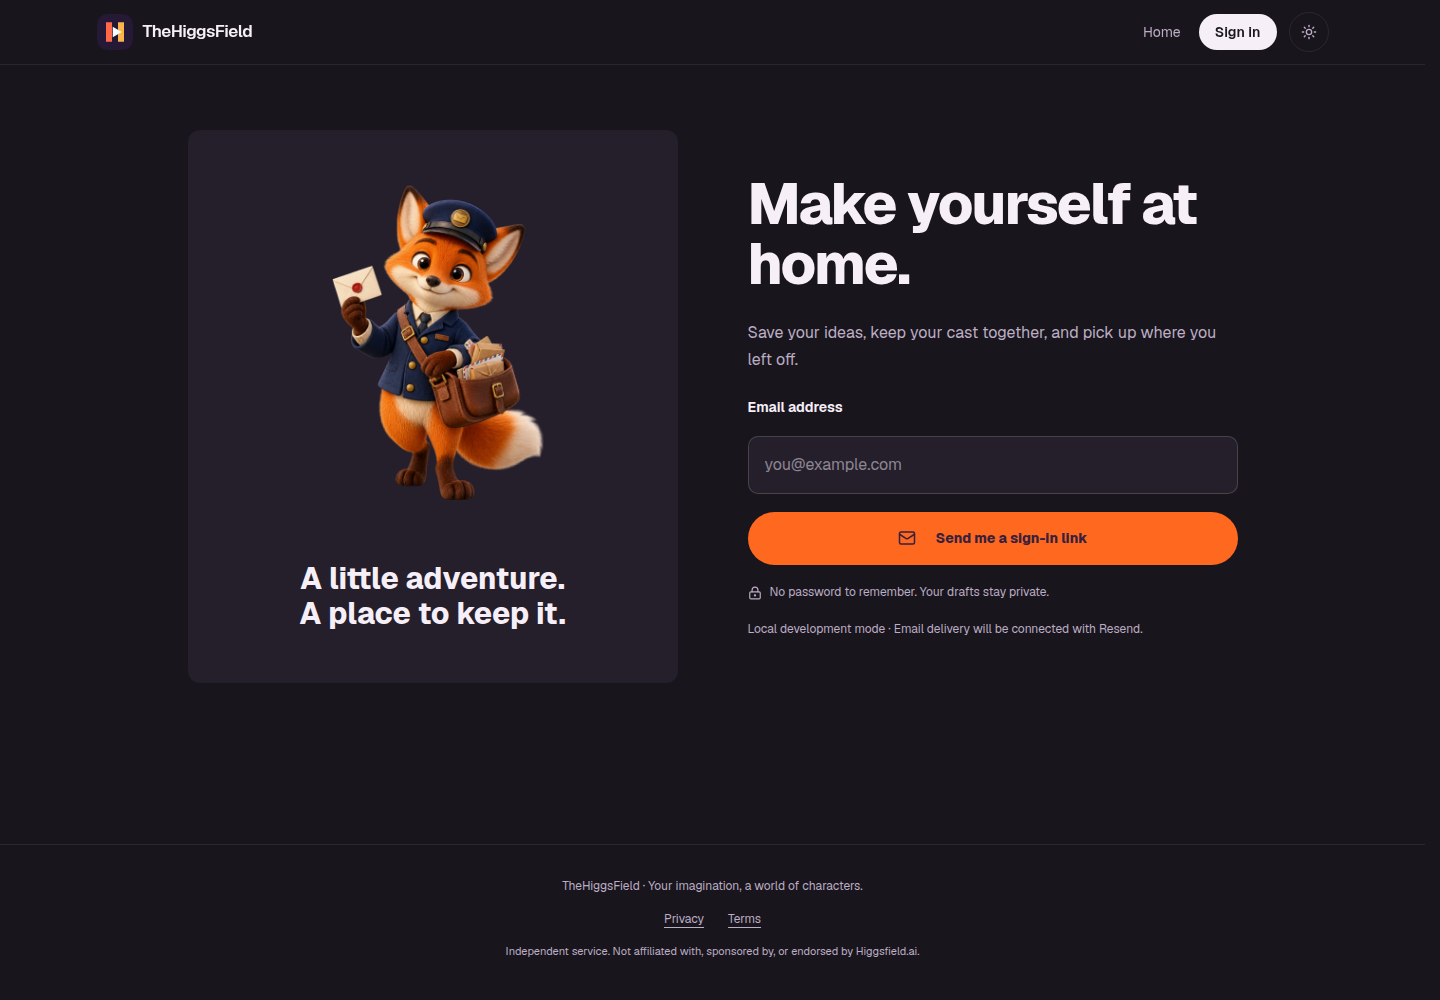 TheHiggsField
Home
Sign in
A little adventure.
A place to keep it.
Make yourself at
home.
Save your ideas, keep your cast together, and pick up where you
left off.
Email address
you@example.com
Send me a sign-in link
No password to remember. Your drafts stay private.
Local development mode · Email delivery will be connected with Resend.
TheHiggsField · Your imagination, a world of characters.
Privacy
Terms
Independent service. Not affiliated with, sponsored by, or endorsed by Higgsfield.ai.